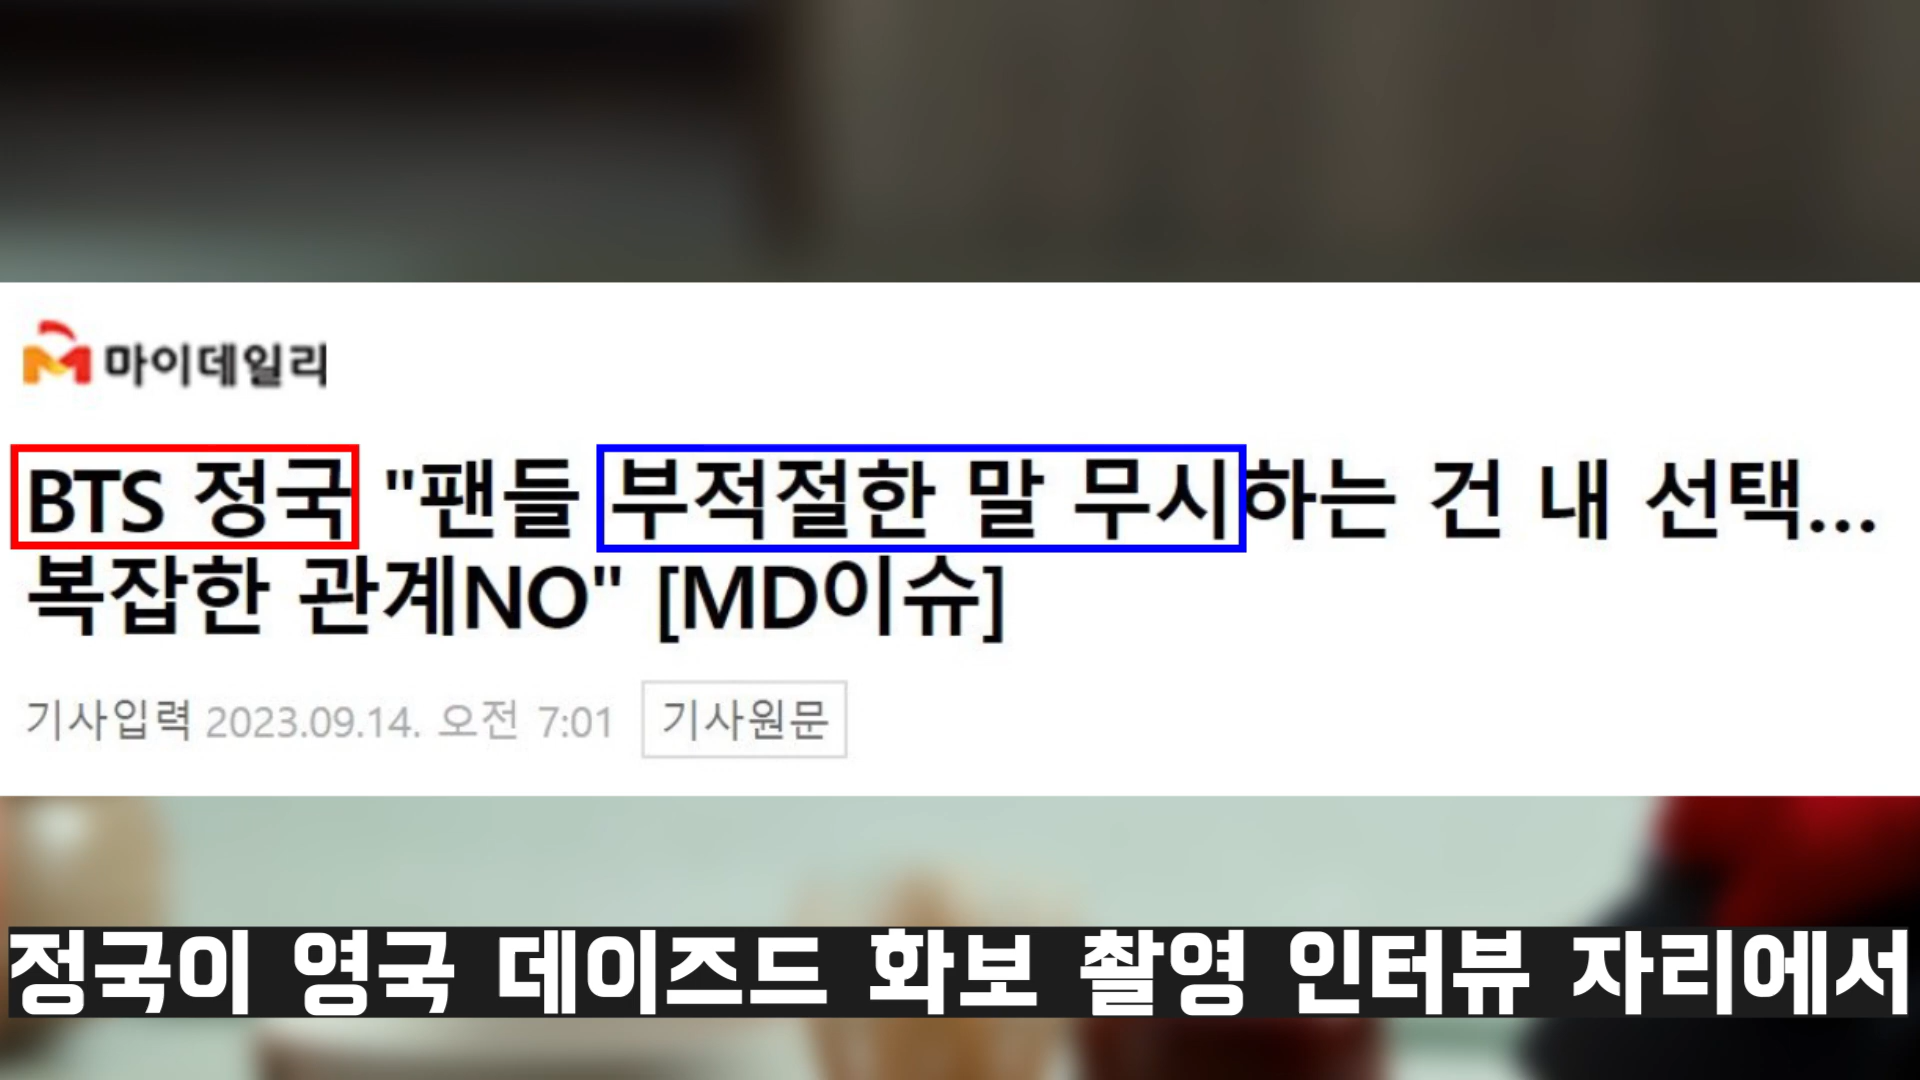 마이데일리
BTS 정국 "팬들 부적절한 말 무시하는 건 내 선택...
복잡한 관계NO" [MD이슈]
기사입력 2023.09.14. 오전 7:01 기사원문
정국이 영국 데이즈드 화보 촬영 인터뷰 자리에서